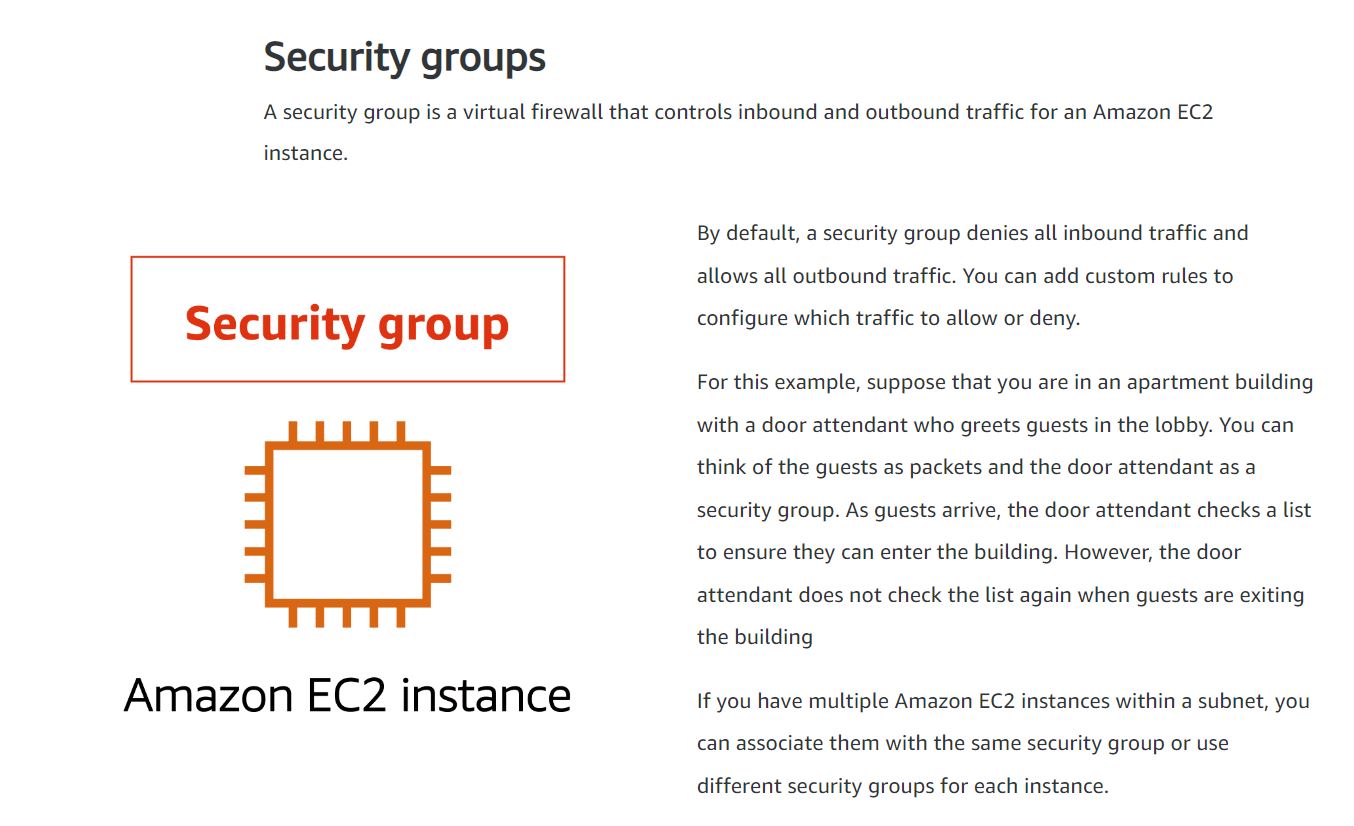 Security groups
A security group is a virtual firewall that controls inbound and outbound traffic for an Amazon EC2
instance.
Security group
Amazon EC2 instance
By default, a security group denies all inbound traffic and
allows all outbound traffic. You can add custom rules to
configure which traffic to allow or deny.
For this example, suppose that you are in an apartment building
with a door attendant who greets guests in the lobby. You can
think of the guests as packets and the door attendant as a
security group. As guests arrive, the door attendant checks a list
to ensure they can enter the building. However, the door
attendant does not check the list again when guests are exiting
the building
If you have multiple Amazon EC2 instances within a subnet, you
can associate them with the same security group or use
different security groups for each instance.